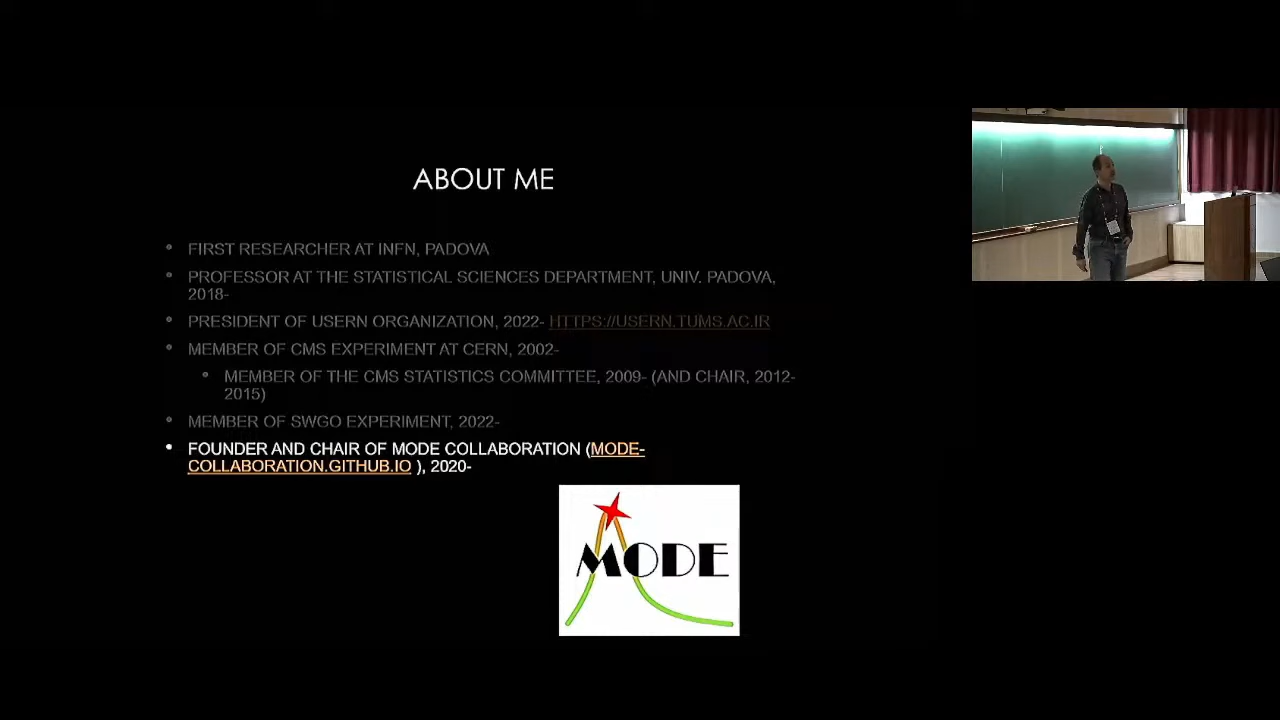 ABOUT ME
• FIRST RESEARCHER AT INFN, PADOVA
• PROFESSOR AT THE STATISTICAL SCIENCES DEPARTMENT, UNIV. PADOVA,
2018-
• PRESIDENT OF USERN ORGANIZATION, 2022- HTTPS://USERN.TUMS.AC.IR
• MEMBER OF CMS EXPERIMENT AT CERN, 2002-
• MEMBER OF THE CMS STATISTICS COMMITTEE, 2009- (AND CHAIR, 2012-
2015)
• MEMBER OF SWGO EXPERIMENT, 2022-
• FOUNDER AND CHAIR OF MODE COLLABORATION (MODE-
COLLABORATION.GITHUB.IO ), 2020-
MODE